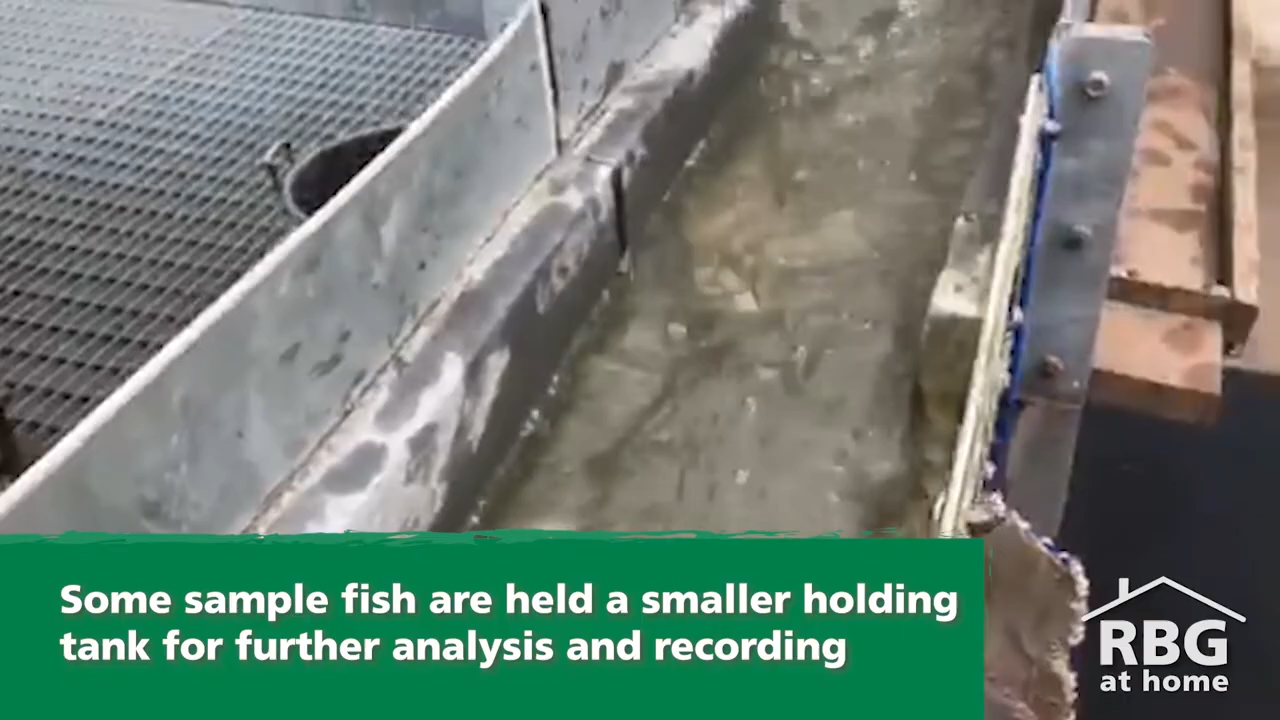 Some sample fish are held a smaller holding
tank for further analysis and recording
RBG
at home